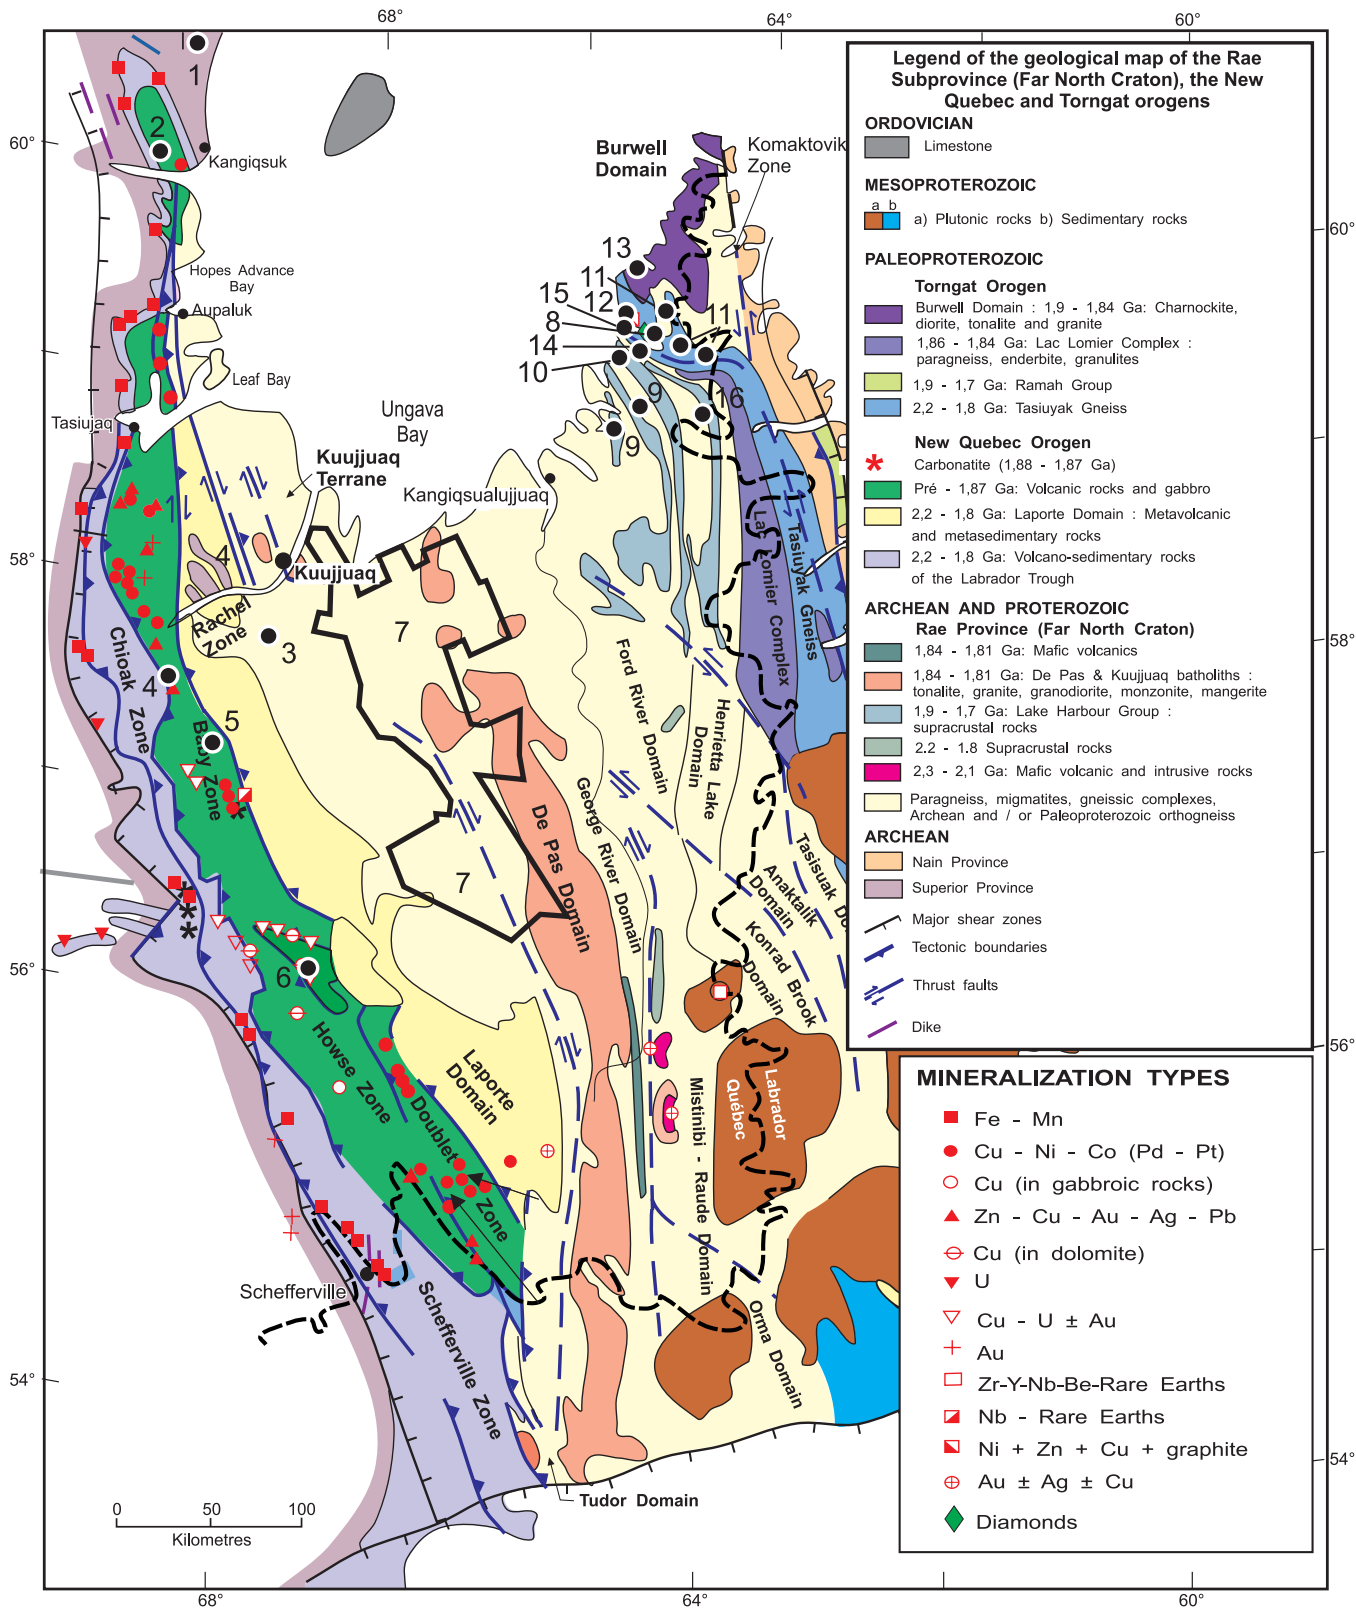 68°
64°
60°
60°
58°
56°
54°
60°
58°
56°
54°
68°
64°
60°
1
2
Kangiqsuk
Hopes Advance
Bay
Aupaluk
Leaf Bay
Tasiujaq
Ungava
Bay
Kuujjuaq
Terrane
Kangiqsualujjuaq
Kuujjuaq
Burwell
Domain
Komaktovik
Zone
13
11
15
12
8
11
14
10
9
16
9
4
Rachel
Zone
3
7
Chioak Zone
4
5
Baby Zone
7
De Pas Domain
George River Domain
Ford River Domain
Henrietta Lake
Domain
Lac Lomier Complex
Tasiuyak Gneiss
Tasisuak Do
Anaktalik
Domain
Konrad Brook
Domain
6
Howse Zone
Laporte
Domain
Doublet Zone
Mistinibi - Raude Domain
Québec
Labrador
Orma Domain
Schefferville
Schefferville Zone
Tudor Domain
0 50 100
Kilometres
Legend of the geological map of the Rae
Subprovince (Far North Craton), the New
Quebec and Torngat orogens
ORDOVICIAN
Limestone
MESOPROTEROZOIC
a b
a) Plutonic rocks b) Sedimentary rocks
PALEOPROTEROZOIC
Torngat Orogen
Burwell Domain : 1,9 - 1,84 Ga: Charnockite,
diorite, tonalite and granite
1,86 - 1,84 Ga: Lac Lomier Complex :
paragneiss, enderbite, granulites
1,9 - 1,7 Ga: Ramah Group
2,2 - 1,8 Ga: Tasiuyak Gneiss
New Quebec Orogen
Carbonatite (1,88 - 1,87 Ga)
Pré - 1,87 Ga: Volcanic rocks and gabbro
2,2 - 1,8 Ga: Laporte Domain : Metavolcanic
and metasedimentary rocks
2,2 - 1,8 Ga: Volcano-sedimentary rocks
of the Labrador Trough
ARCHEAN AND PROTEROZOIC
Rae Province (Far North Craton)
1,84 - 1,81 Ga: Mafic volcanics
1,84 - 1,81 Ga: De Pas & Kuujjuaq batholiths :
tonalite, granite, granodiorite, monzonite, mangerite
1,9 - 1,7 Ga: Lake Harbour Group :
supracrustal rocks
2.2 - 1.8 Supracrustal rocks
2,3 - 2,1 Ga: Mafic volcanic and intrusive rocks
Paragneiss, migmatites, gneissic complexes,
Archean and / or Paleoproterozoic orthogneiss
ARCHEAN
Nain Province
Superior Province
Major shear zones
Tectonic boundaries
Thrust faults
Dike
MINERALIZATION TYPES
Fe - Mn
Cu - Ni - Co (Pd - Pt)
Cu (in gabbroic rocks)
Zn - Cu - Au - Ag - Pb
Cu (in dolomite)
U
Cu - U ± Au
Au
Zr-Y-Nb-Be-Rare Earths
Nb - Rare Earths
Ni + Zn + Cu + graphite
Au ± Ag ± Cu
Diamonds